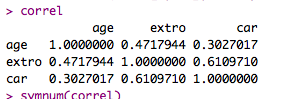 > correl
age extro car
age 1.0000000 0.4717944 0.3027017
extro 0.4717944 1.0000000 0.6109710
car 0.3027017 0.6109710 1.0000000
> symnum(correl)